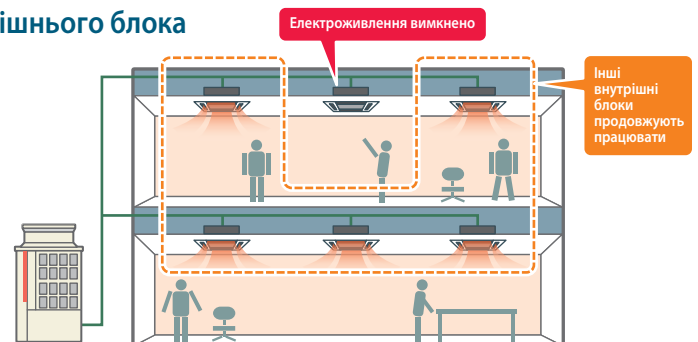 ішнього блока
Електроживлення вимкнено
Інші
внутрішні
блоки
продовжують
працювати